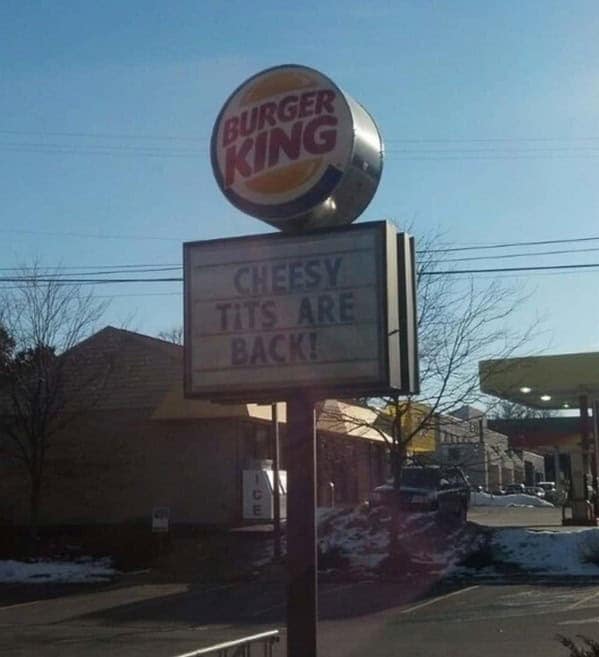 BURGER
KING
CHEESY
TiTS ARE
BACK!
ICE